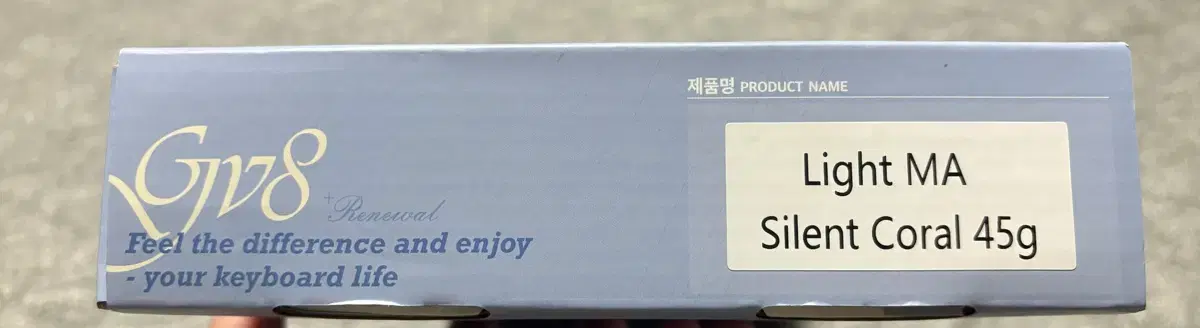 Gjv8
+Renewal
Feel the difference and enjoy
- your keyboard life
제품명 PRODUCT NAME
Light MA
Silent Coral 45g